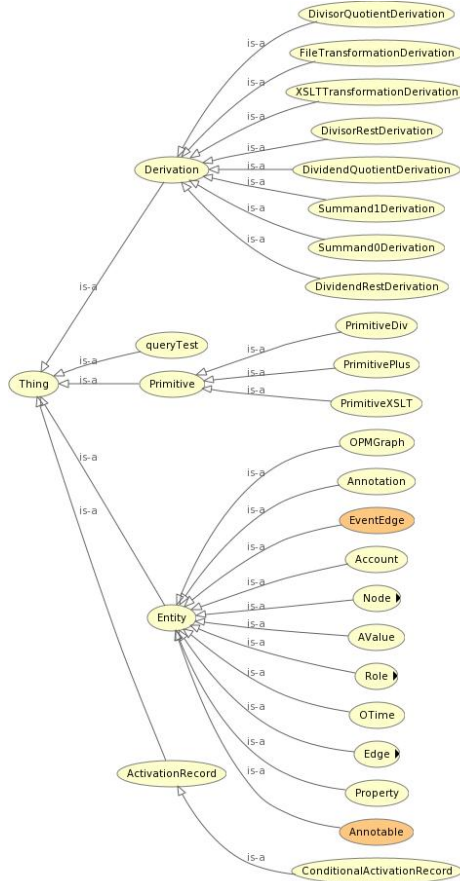 DivisorQuotientDerivation
is-a
FileTransformationDerivation
is-a
XSLTTransformationDerivation
is-a
DivisorRestDerivation
is-a
Derivation
is-a
DividendQuotientDerivation
is-a
Summand1Derivation
is-a
Summand0Derivation
is-a
DividendRestDerivation
is-a
PrimitiveDiv
queryTest
is-a
is-a
PrimitivePlus
is-a
Thing
is-a
Primitive
is-a
PrimitiveXSLT
OPMGraph
is-a
is-a
Annotation
is-a
is-a
EventEdge
is-a
Account
is-a
Node
is-a
Entity
is-a
AValue
is-a
Role
is-a
OTime
is-a
Edge
is-a
ActivationRecord
is-a
Property
Annotable
is-a
ConditionalActivationRecord